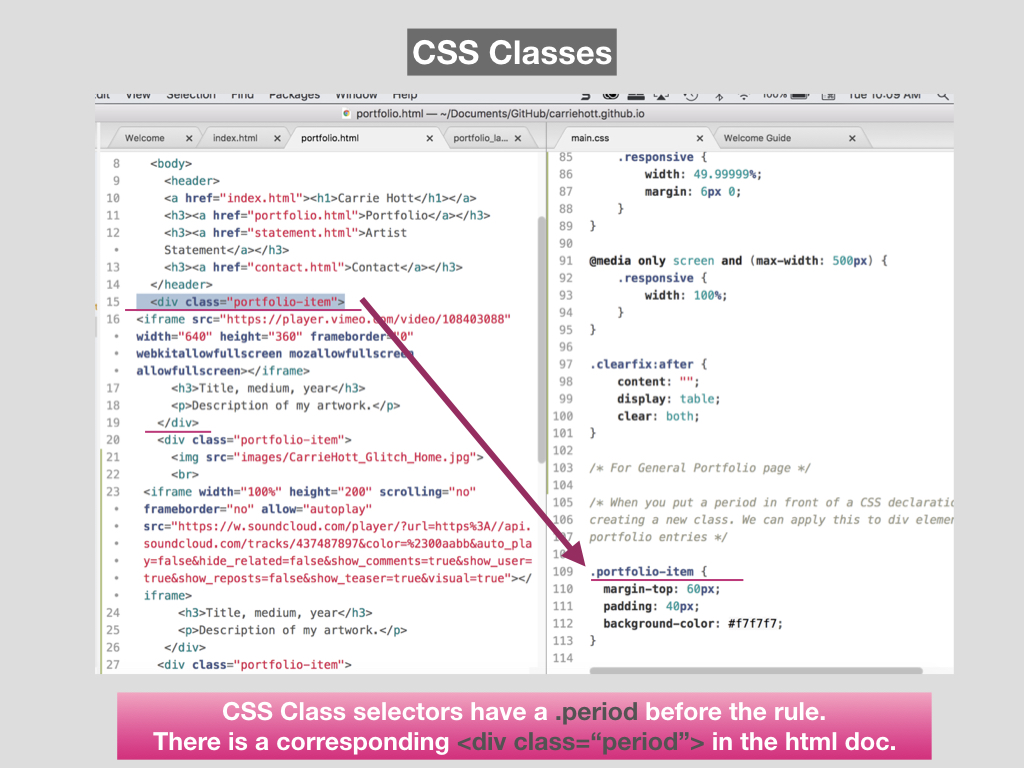 CSS Classes
View Selection Find Packages Window Help 100% Tue 10:09 AM
portfolio.html — ~/Documents/GitHub/carriehott.github.io
Welcome × index.html × portfolio.html × portfolio_la... ×
main.css × Welcome Guide ×
8 <body>
9 <header>
10 <a href="index.html"><h1>Carrie Hott</h1></a>
11 <h3><a href="portfolio.html">Portfolio</a></h3>
12 <h3><a href="statement.html">Artist
• Statement</a></h3>
13 <h3><a href="contact.html">Contact</a></h3>
14 </header>
15 <div class="portfolio-item">
16 <iframe src="https://player.vimeo.com/video/108403088"
• width="640" height="360" frameborder="0"
• webkitallowfullscreen mozallowfullscreen
• allowfullscreen></iframe>
17 <h3>Title, medium, year</h3>
18 <p>Description of my artwork.</p>
19 </div>
20 <div class="portfolio-item">
21 <img src="images/CarrieHott_Glitch_Home.jpg">
22 <br>
23 <iframe width="100%" height="200" scrolling="no"
• frameborder="no" allow="autoplay"
• src="https://w.soundcloud.com/player/?url=https%3A//api.
• soundcloud.com/tracks/437487897&color=%2300aabb&auto_pla
• y=false&hide_related=false&show_comments=true&show_user=
• true&show_reposts=false&show_teaser=true&visual=true"></
• iframe>
24 <h3>Title, medium, year</h3>
25 <p>Description of my artwork.</p>
26 </div>
27 <div class="portfolio-item">
85 .responsive {
86 width: 49.99999%;
87 margin: 6px 0;
88 }
89 }
90
91 @media only screen and (max-width: 500px) {
92 .responsive {
93 width: 100%;
94 }
95 }
96
97 .clearfix:after {
98 content: "";
99 display: table;
100 clear: both;
101 }
102
103 /* For General Portfolio page */
104
105 /* When you put a period in front of a CSS declaratio
106 creating a new class. We can apply this to div elemen
107 portfolio entries */
109 .portfolio-item {
110 margin-top: 60px;
111 padding: 40px;
112 background-color: #f7f7f7;
113 }
114
CSS Class selectors have a .period before the rule.
There is a corresponding <div class=“period”> in the html doc.